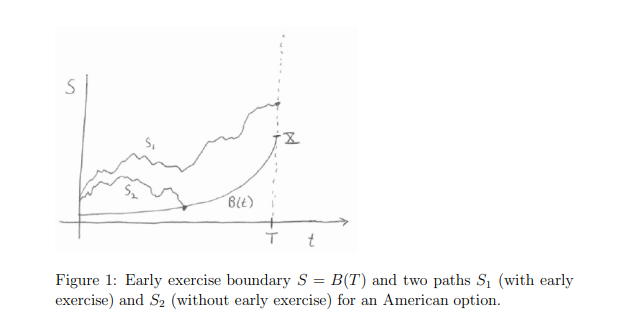 S
S₁
X
S₂
B(t)
T
t
Figure 1: Early exercise boundary S = B(T) and two paths S₁ (with early
exercise) and S₂ (without early exercise) for an American option.